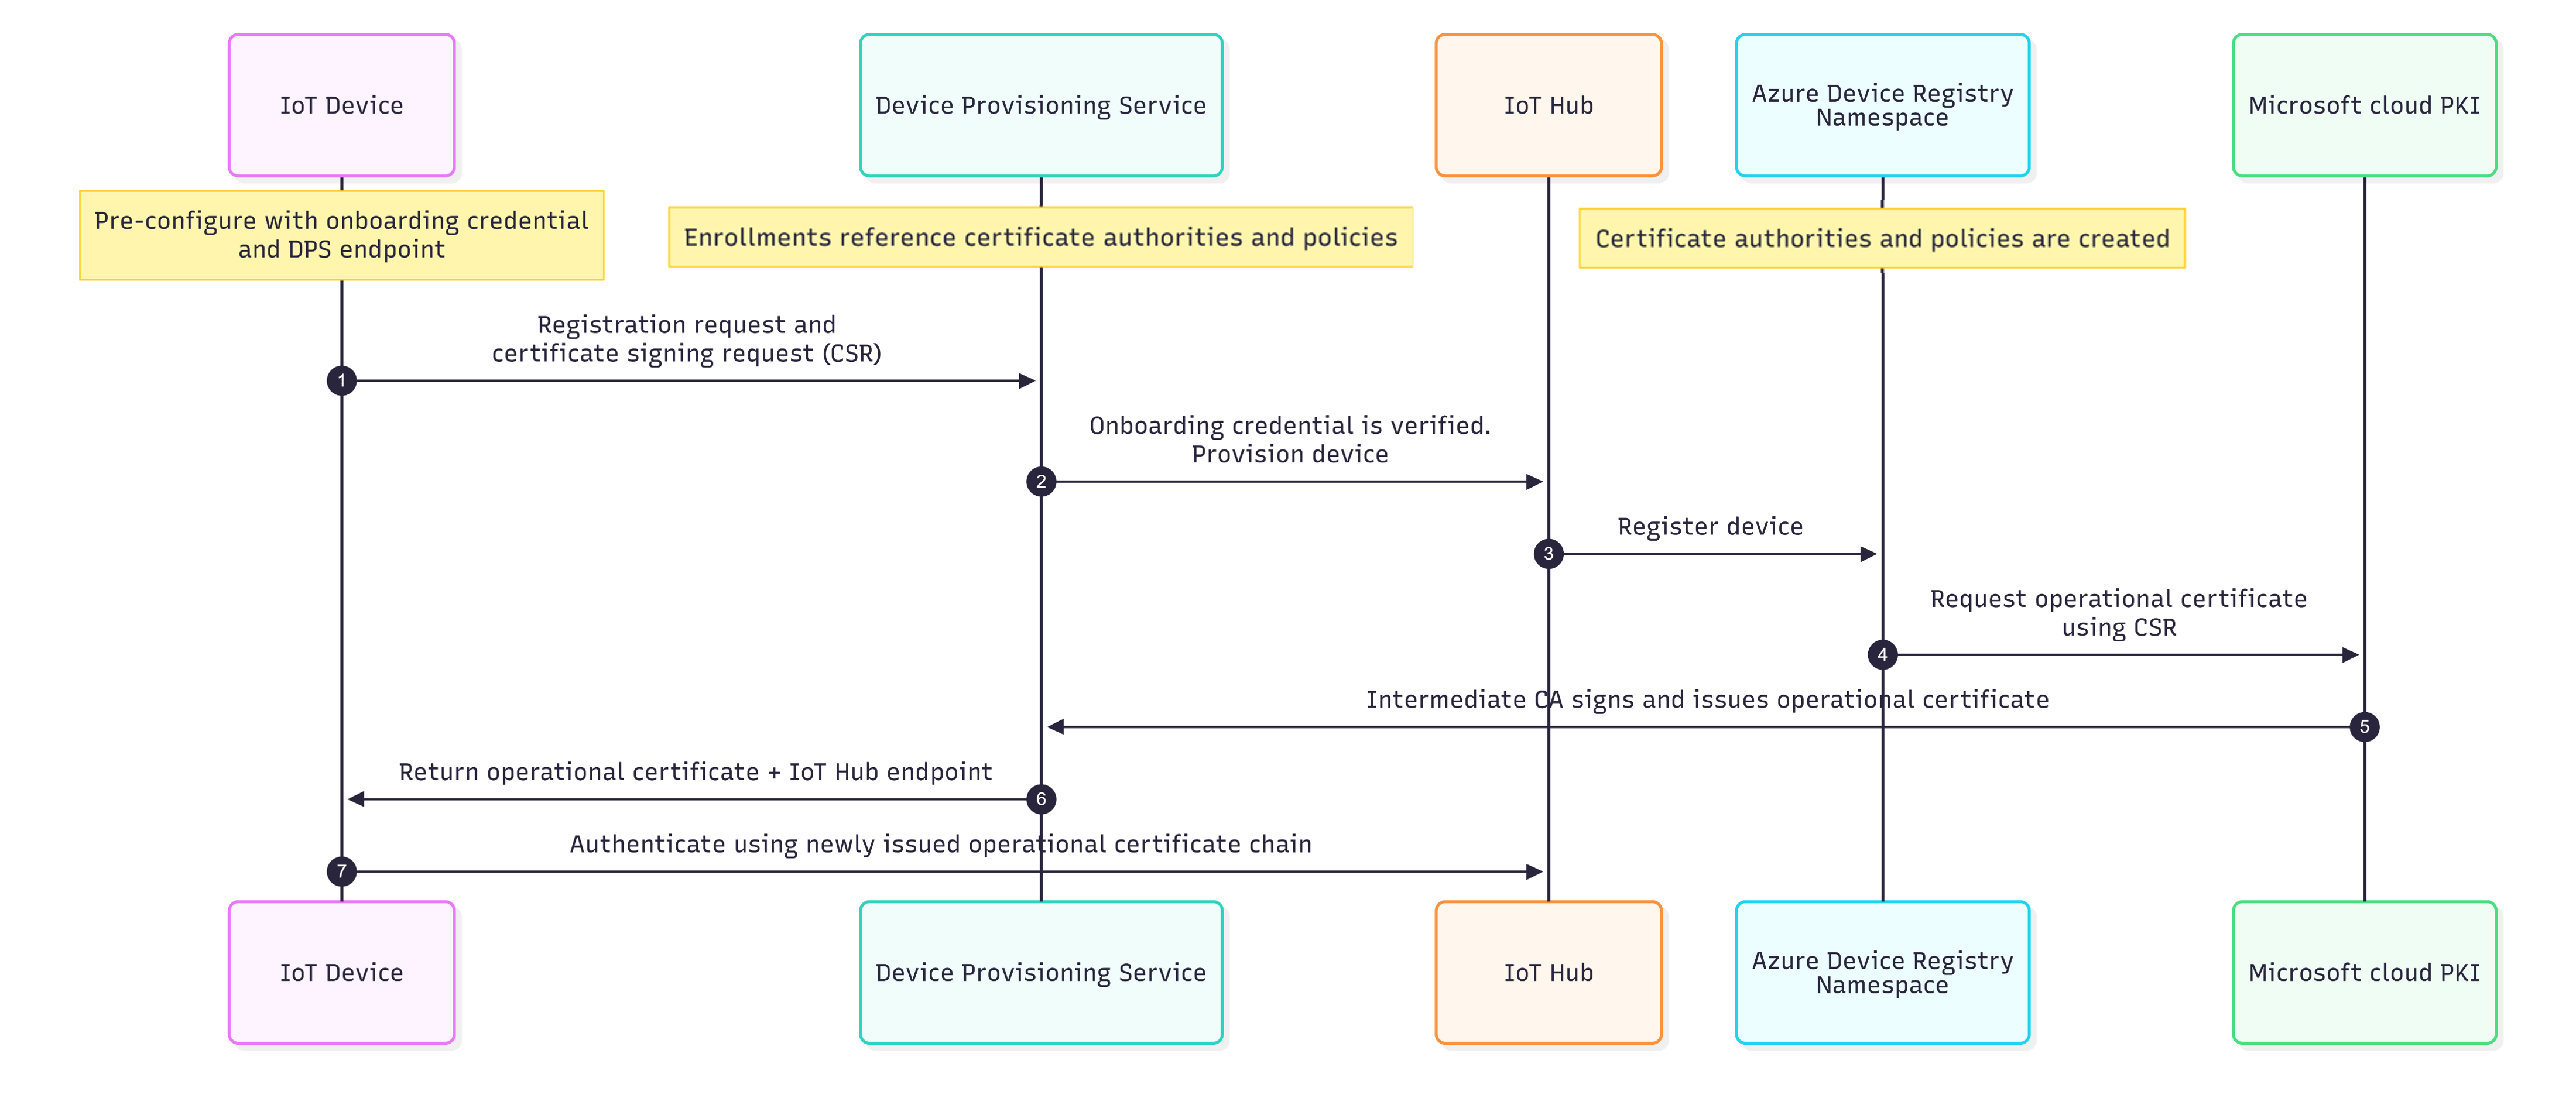 IoT Device
Device Provisioning Service
IoT Hub
Azure Device Registry
Namespace
Microsoft cloud PKI
Pre-configure with onboarding credential
and DPS endpoint
Enrollments reference certificate authorities and policies
Certificate authorities and policies are created
Registration request and
certificate signing request (CSR)
1
Onboarding credential is verified.
Provision device
2
Register device
3
Request operational certificate
using CSR
4
Intermediate CA signs and issues operational certificate
5
Return operational certificate + IoT Hub endpoint
6
Authenticate using newly issued operational certificate chain
7
IoT Device
Device Provisioning Service
IoT Hub
Azure Device Registry
Namespace
Microsoft cloud PKI